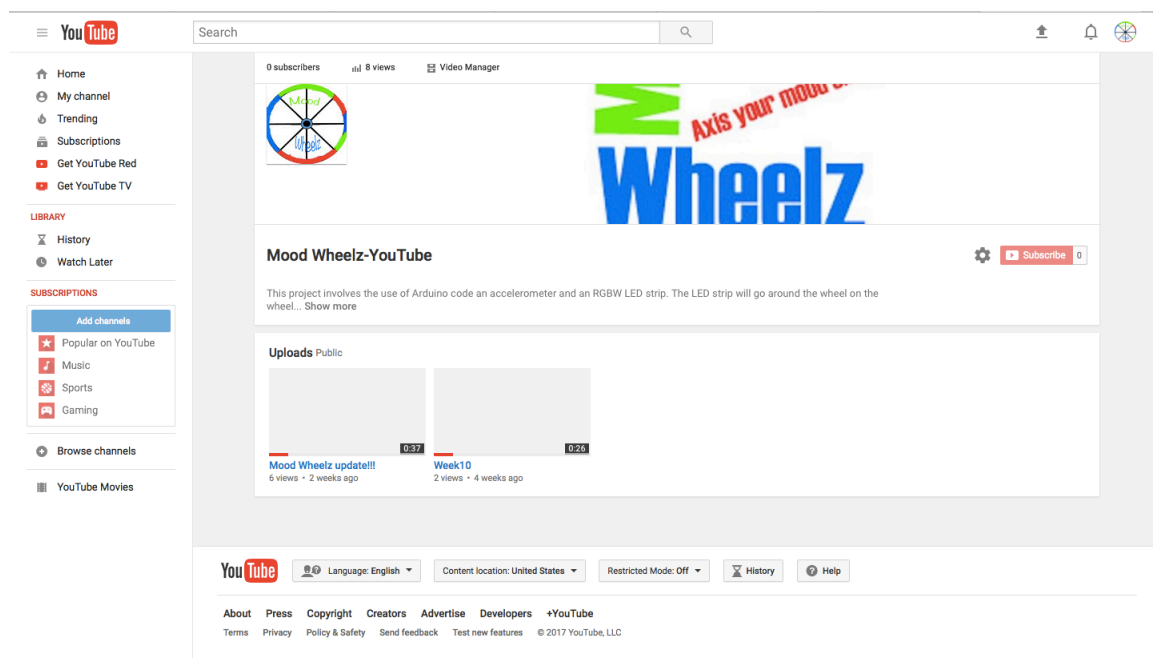 YouTube
Search
Home
My channel
Trending
Subscriptions
Get YouTube Red
Get YouTube TV
LIBRARY
History
Watch Later
SUBSCRIPTIONS
Add channels
Popular on YouTube
Music
Sports
Gaming
Browse channels
YouTube Movies
0 subscribers 8 views Video Manager
Mood
Wheelz
Axis your mood
Wheelz
Mood Wheelz-YouTube
Subscribe 0
This project involves the use of Arduino code an accelerometer and an RGBW LED strip. The LED strip will go around the wheel on the
wheel... Show more
Uploads Public
0:37 0:26
Mood Wheelz update!!! Week10
6 views • 2 weeks ago 2 views • 4 weeks ago
YouTube Language: English Content location: United States Restricted Mode: Off History Help
About Press Copyright Creators Advertise Developers +YouTube
Terms Privacy Policy & Safety Send feedback Test new features © 2017 YouTube, LLC